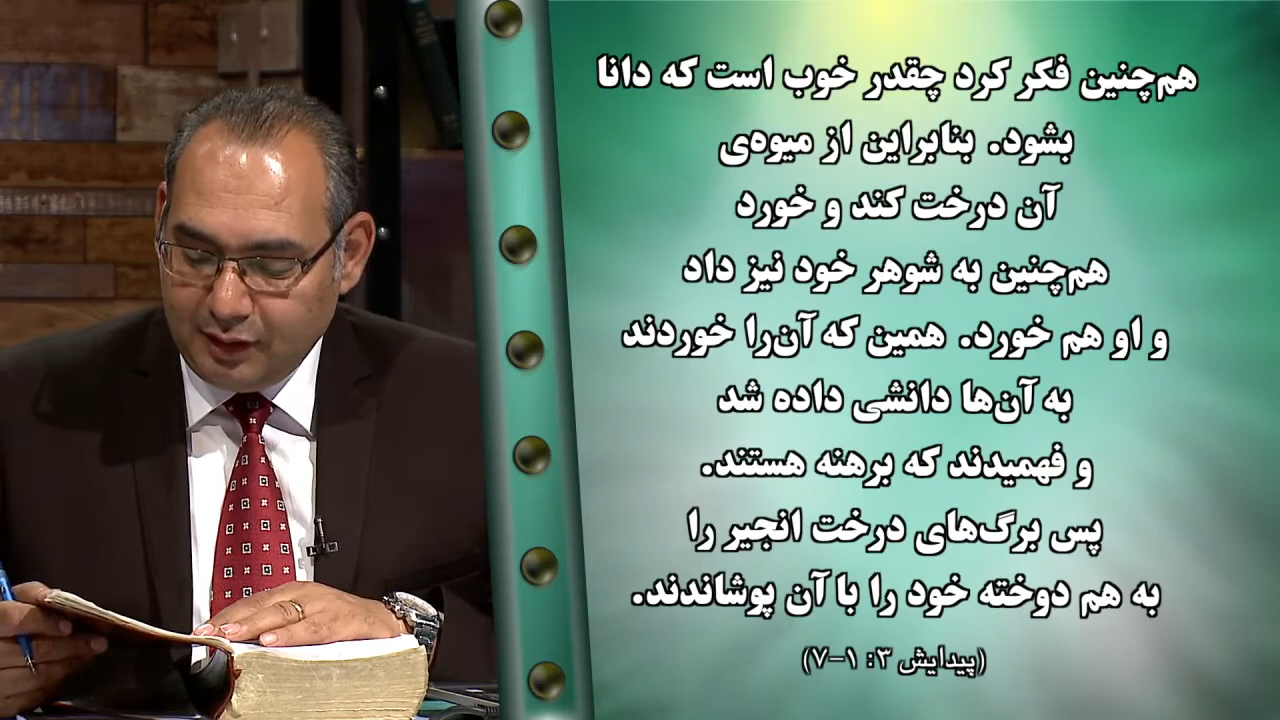 هم‌چنین فکر کرد چقدر خوب است که دانا
بشود. بنابراین از میوه‌ی
آن درخت کند و خورد
هم‌چنین به شوهر خود نیز داد
و او هم خورد. همین که آن‌را خوردند
به آن‌ها دانشی داده شد
و فهمیدند که برهنه هستند.
پس برگ‌های درخت انجیر را
به هم دوخته خود را با آن پوشاندند.
(پیدایش ۳: ۱-۷)